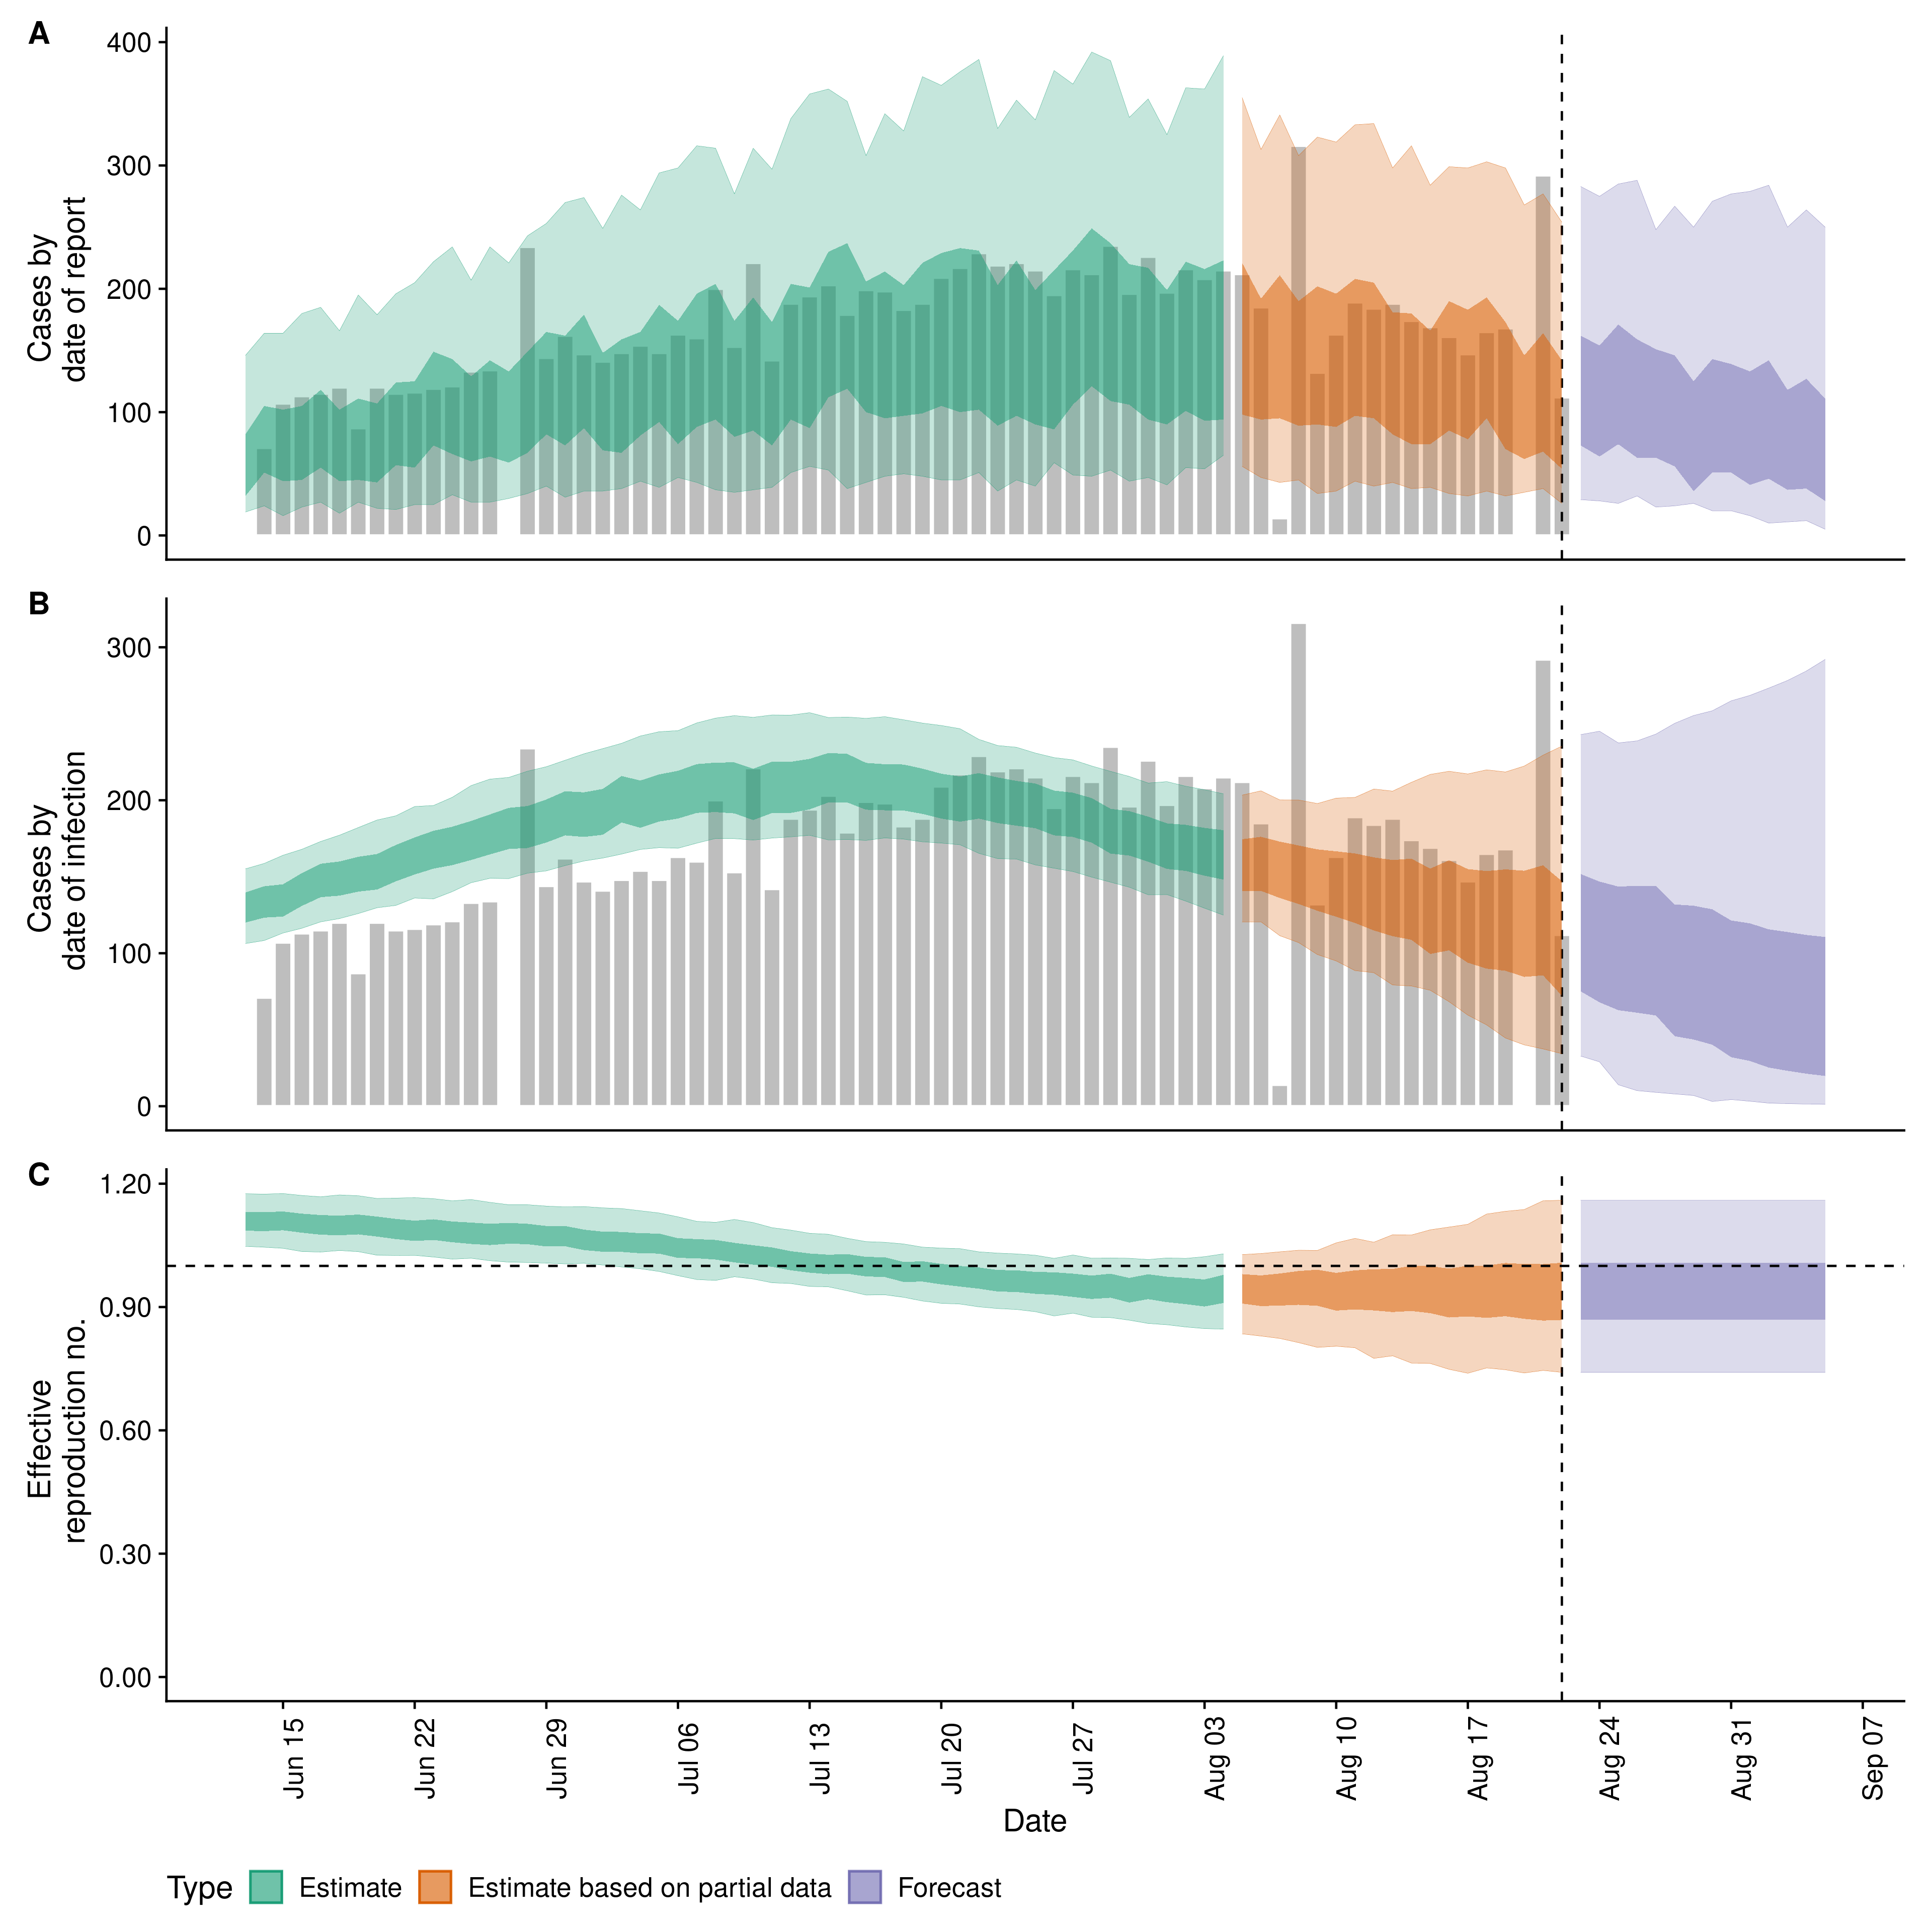 A
400
300
200
100
0
Cases by
date of report
B
300
200
100
0
Cases by
date of infection
C
1.20
0.90
0.60
0.30
0.00
Effective
reproduction no.
Jun 15
Jun 22
Jun 29
Jul 06
Jul 13
Jul 20
Jul 27
Aug 03
Aug 10
Aug 17
Aug 24
Aug 31
Sep 07
Date
Type Estimate Estimate based on partial data Forecast